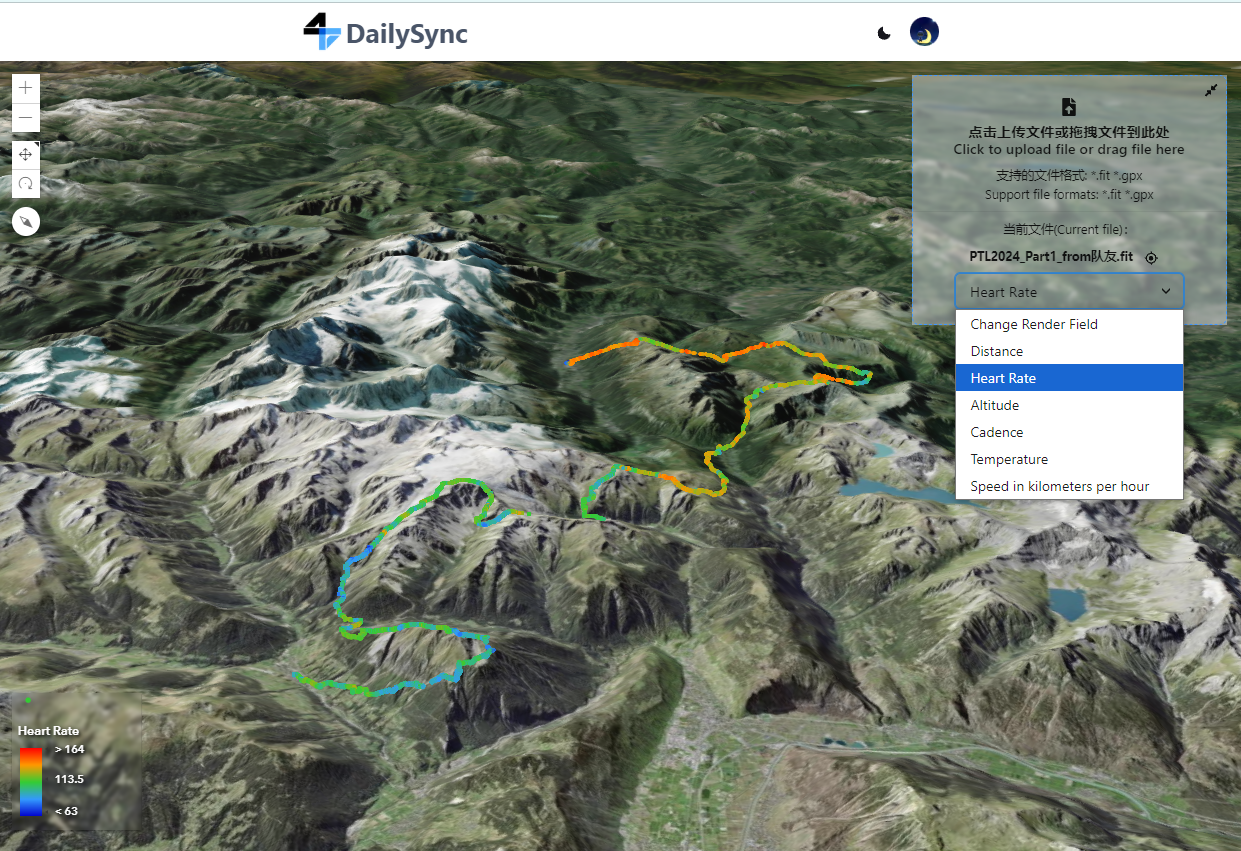 DailySync
点击上传文件或拖拽文件到此处
Click to upload file or drag file here
支持的文件格式: *.fit *.gpx
Support file formats: *.fit *.gpx
当前文件(Current file):
PTL2024_Part1_from队友.fit
Heart Rate
Change Render Field
Distance
Heart Rate
Altitude
Cadence
Temperature
Speed in kilometers per hour
Heart Rate
> 164
113.5
< 63